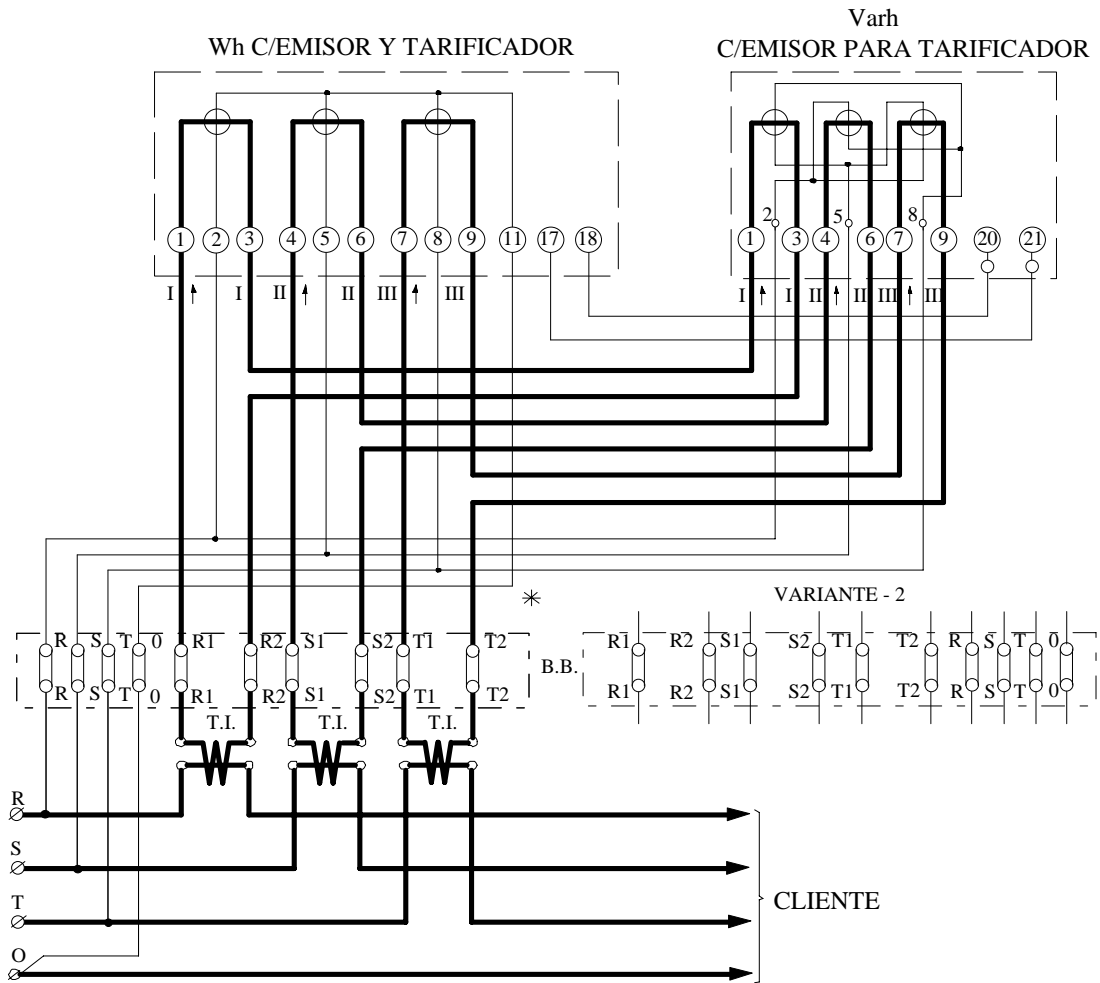 Varh
Wh C/EMISOR Y TARIFICADOR
C/EMISOR PARA TARIFICADOR
2 5 8
1 2 3 4 5 6 7 8 9 11 17 18
1 3 4 6 7 9 20 21
I I II II III III
I I II II III III
VARIANTE - 2
R S T 0 R1 R2 S1 S2 T1 T2
B.B.
R1 R2 S1 S2 T1 T2 R S T 0
R S T 0 R1 R2 S1 S2 T1 T2
R1 R2 S1 S2 T1 T2 R S T 0
T.I. T.I. T.I.
R
S
T
CLIENTE
O